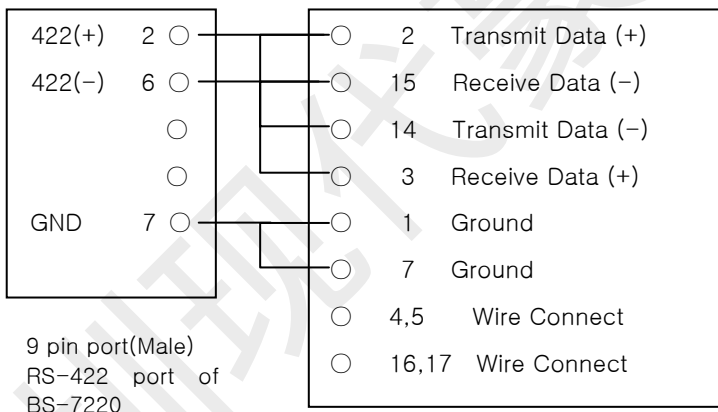 422(+) 2 2 Transmit Data (+)
422(-) 6 15 Receive Data (-)
14 Transmit Data (-)
3 Receive Data (+)
GND 7 1 Ground
7 Ground
4,5 Wire Connect
16,17 Wire Connect
9 pin port(Male)
RS-422 port of
BS-7220